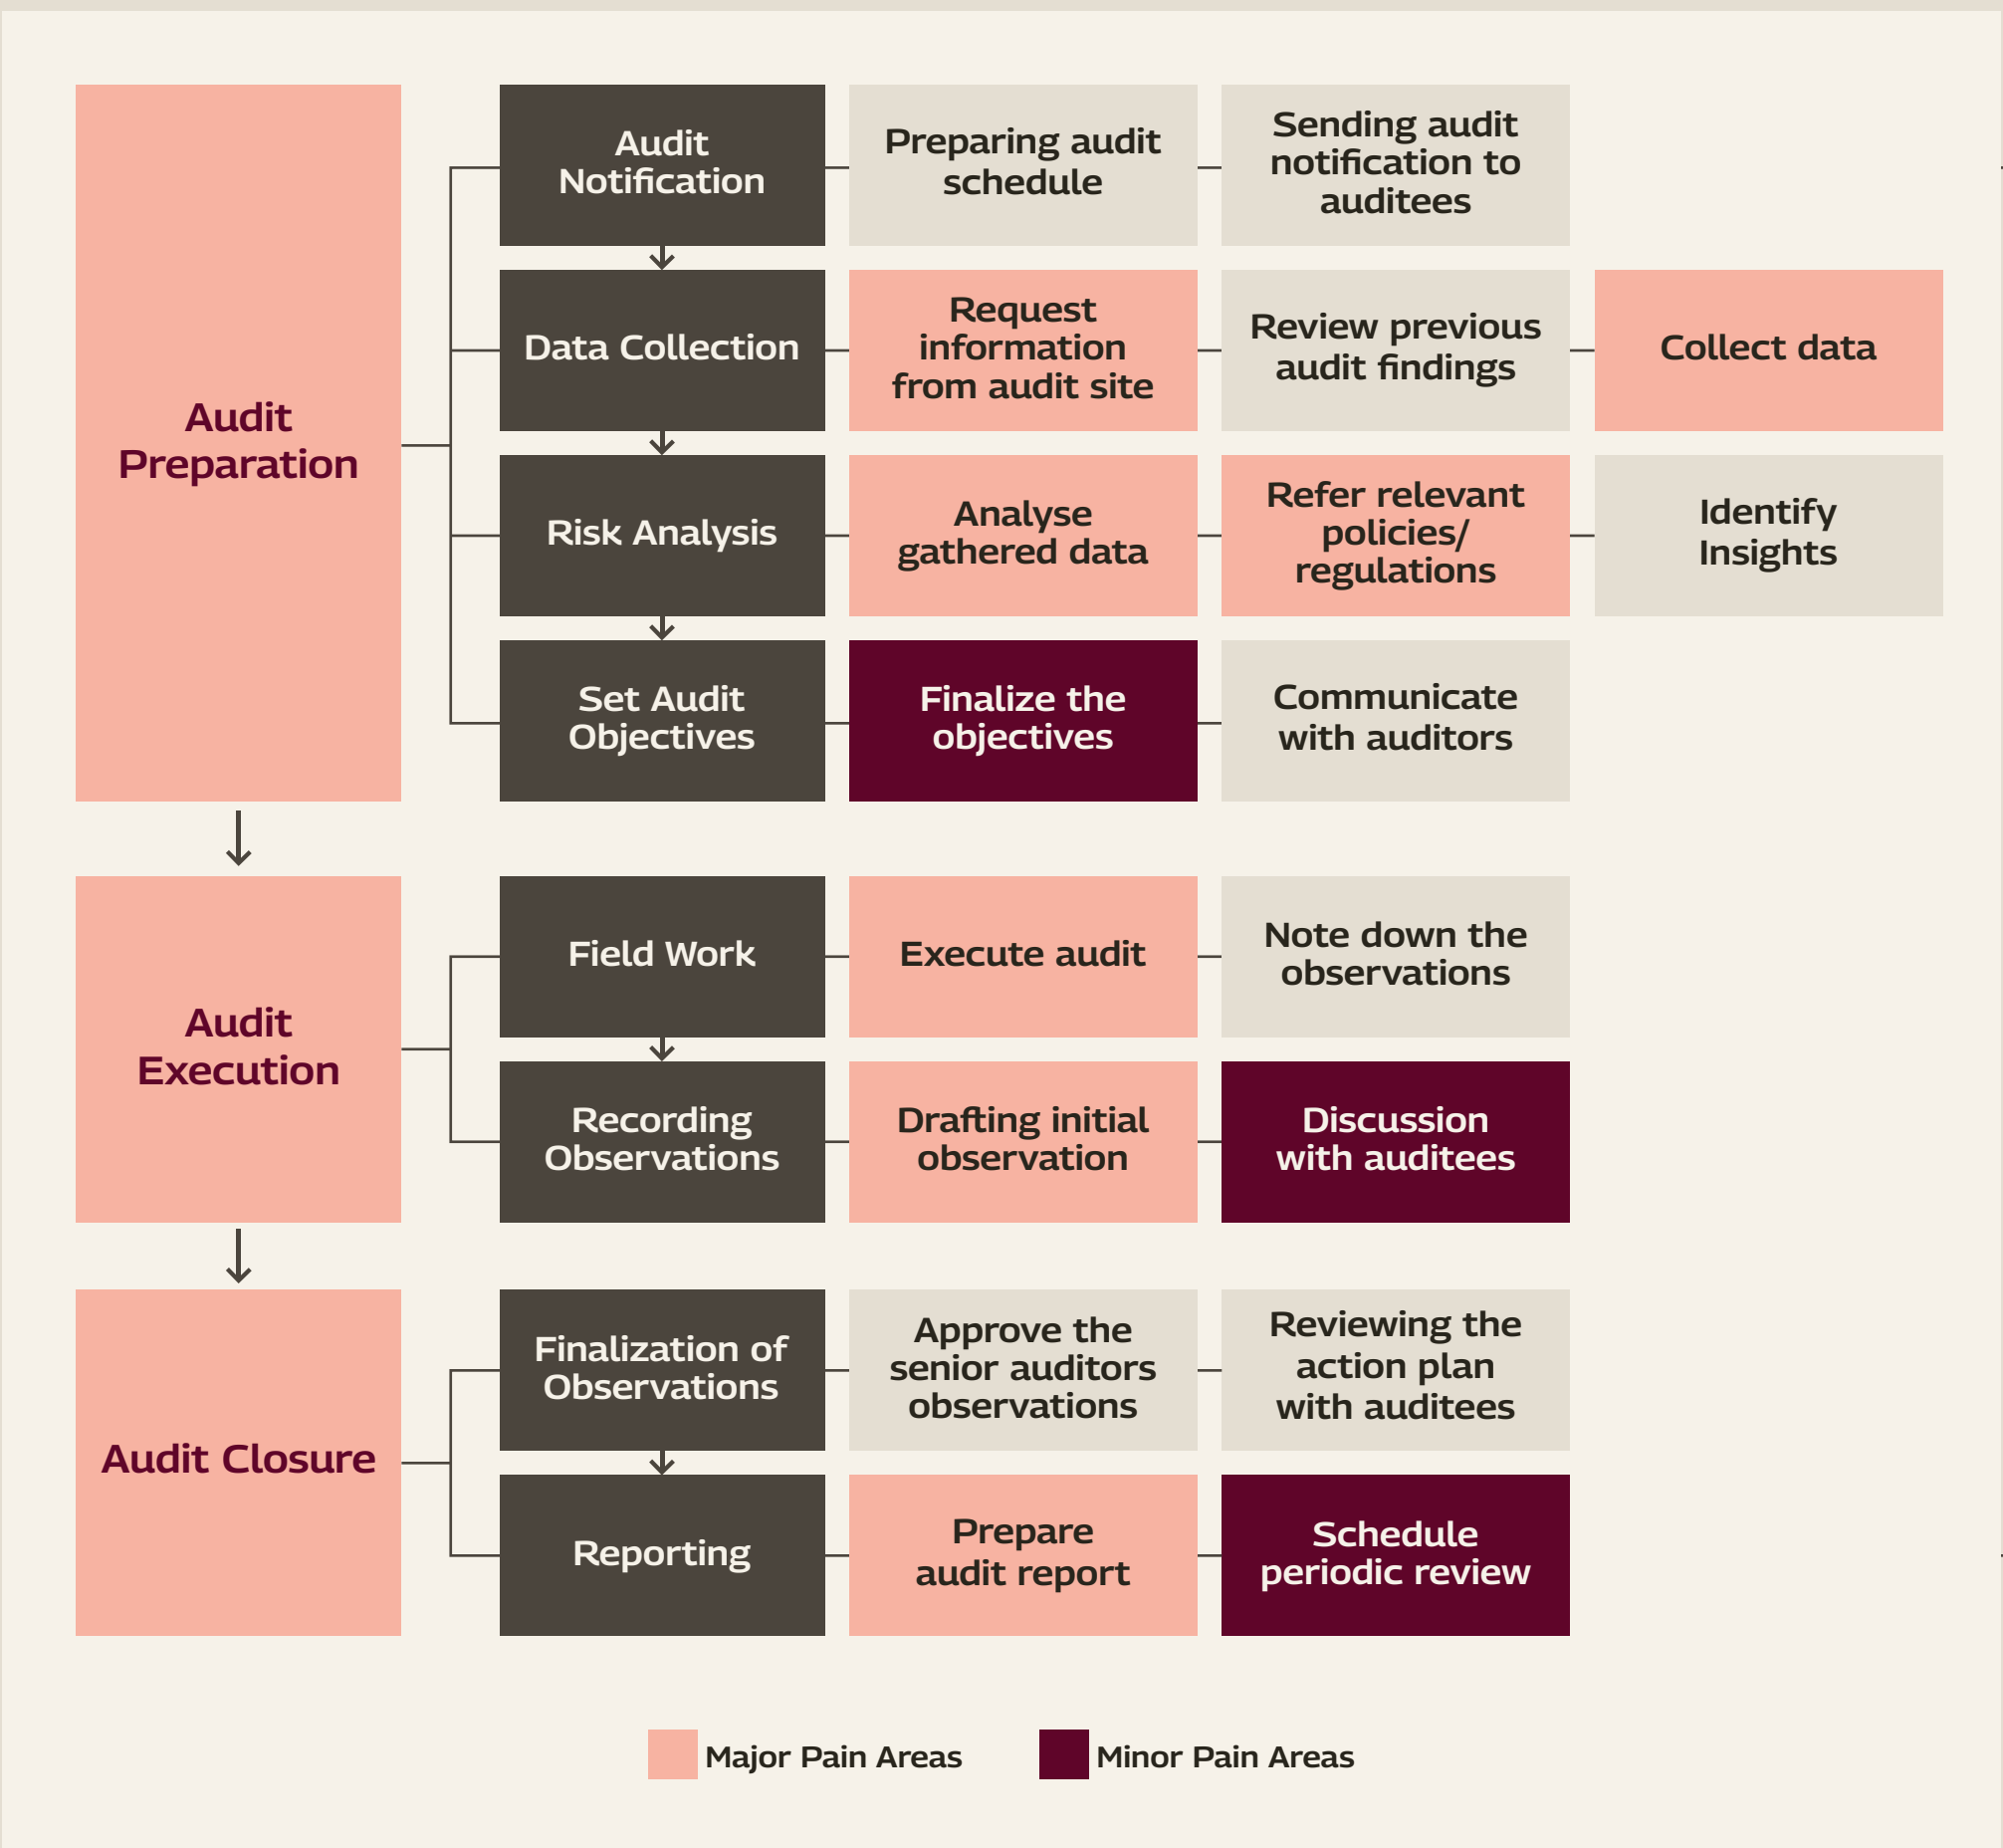 Audit
Preparation
Audit
Notification
Preparing audit
schedule
Sending audit
notification to
auditees
Data Collection
Request
information
from audit site
Review previous
audit findings
Collect data
Risk Analysis
Analyse
gathered data
Refer relevant
policies/
regulations
Identify
Insights
Set Audit
Objectives
Finalize the
objectives
Communicate
with auditors
Audit
Execution
Field Work
Execute audit
Note down the
observations
Recording
Observations
Drafting initial
observation
Discussion
with auditees
Audit Closure
Finalization of
Observations
Approve the
senior auditors
observations
Reviewing the
action plan
with auditees
Reporting
Prepare
audit report
Schedule
periodic review
Major Pain Areas
Minor Pain Areas